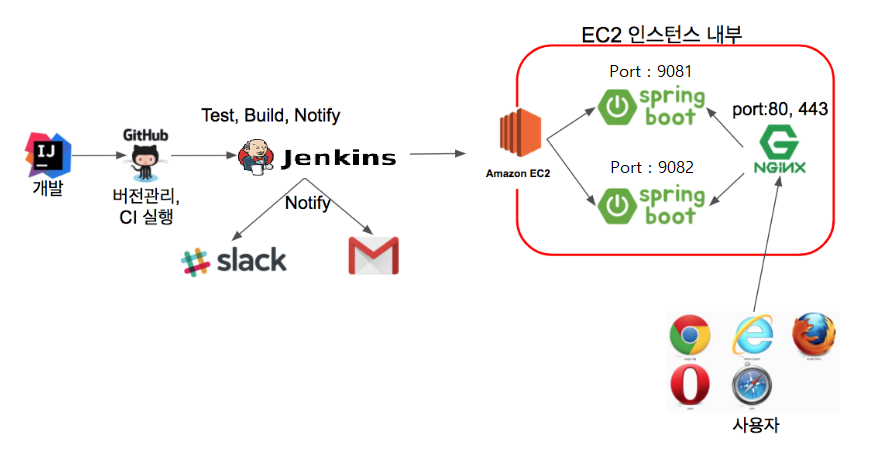 EC2 인스턴스 내부
Port : 9081
spring
boot
port:80, 443
NGiNX
Test, Build, Notify
GitHub
IJ
개발
버전관리,
CI 실행
Jenkins
Amazon EC2
Port : 9082
spring
boot
Notify
slack
사용자